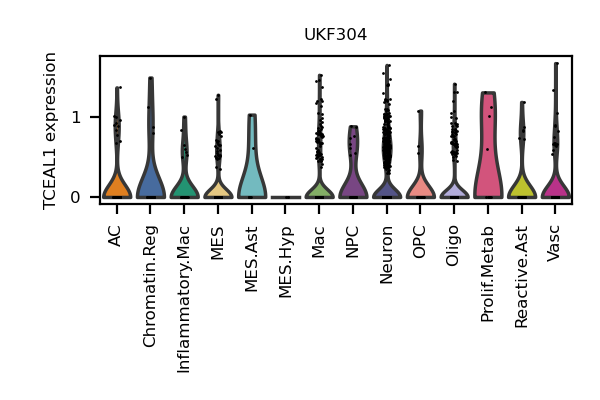 UKF304
TCEAL1 expression
1
0
AC
Chromatin.Reg
Inflammatory.Mac
MES
MES.Ast
MES.Hyp
Mac
NPC
Neuron
OPC
Oligo
Prolif.Metab
Reactive.Ast
Vasc